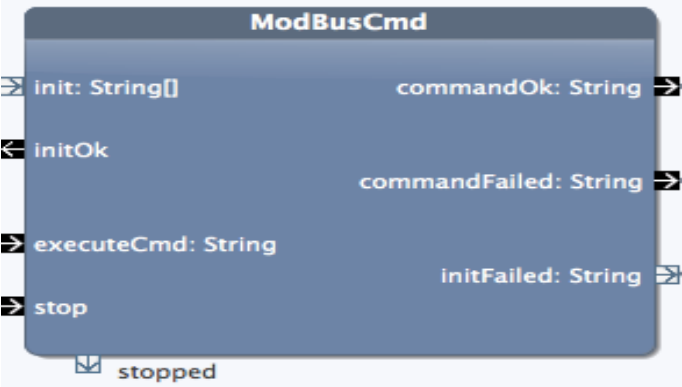 ModBusCmd
init: String[]
commandOk: String
initOk
commandFailed: String
executeCmd: String
initFailed: String
stop
stopped